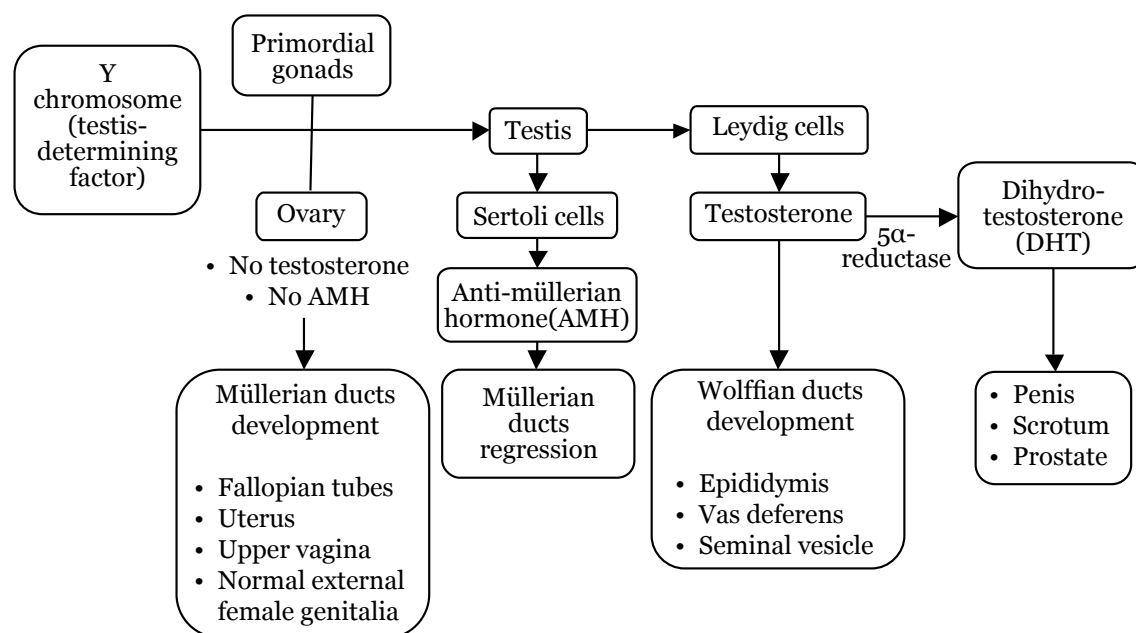 Y
chromosome
(testis-
determining
factor)
Primordial
gonads
Testis
Leydig cells
Ovary
Sertoli cells
Testosterone
5α-
reductase
Dihydro-
testosterone
(DHT)
• No testosterone
• No AMH
Anti-müllerian
hormone(AMH)
Müllerian ducts
development
• Fallopian tubes
• Uterus
• Upper vagina
• Normal external
female genitalia
Müllerian
ducts
regression
Wolffian ducts
development
• Epididymis
• Vas deferens
• Seminal vesicle
• Penis
• Scrotum
• Prostate